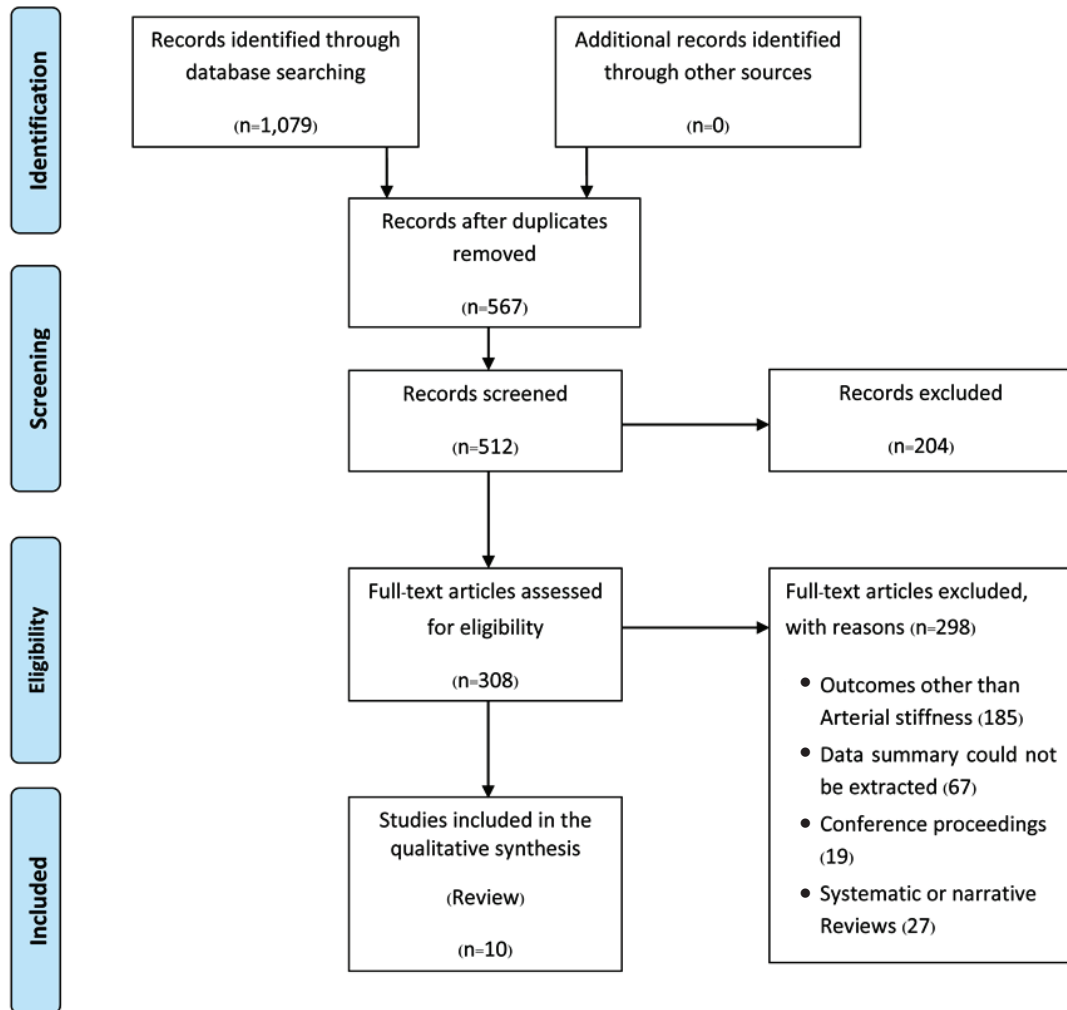 Identification
Records identified through
database searching
(n=1,079)
Additional records identified
through other sources
(n=0)
Records after duplicates
removed
(n=567)
Screening
Records screened
(n=512)
Records excluded
(n=204)
Eligibility
Full-text articles assessed
for eligibility
(n=308)
Full-text articles excluded,
with reasons (n=298)
• Outcomes other than
Arterial stiffness (185)
• Data summary could not
be extracted (67)
• Conference proceedings
(19)
• Systematic or narrative
Reviews (27)
Included
Studies included in the
qualitative synthesis
(Review)
n=10)